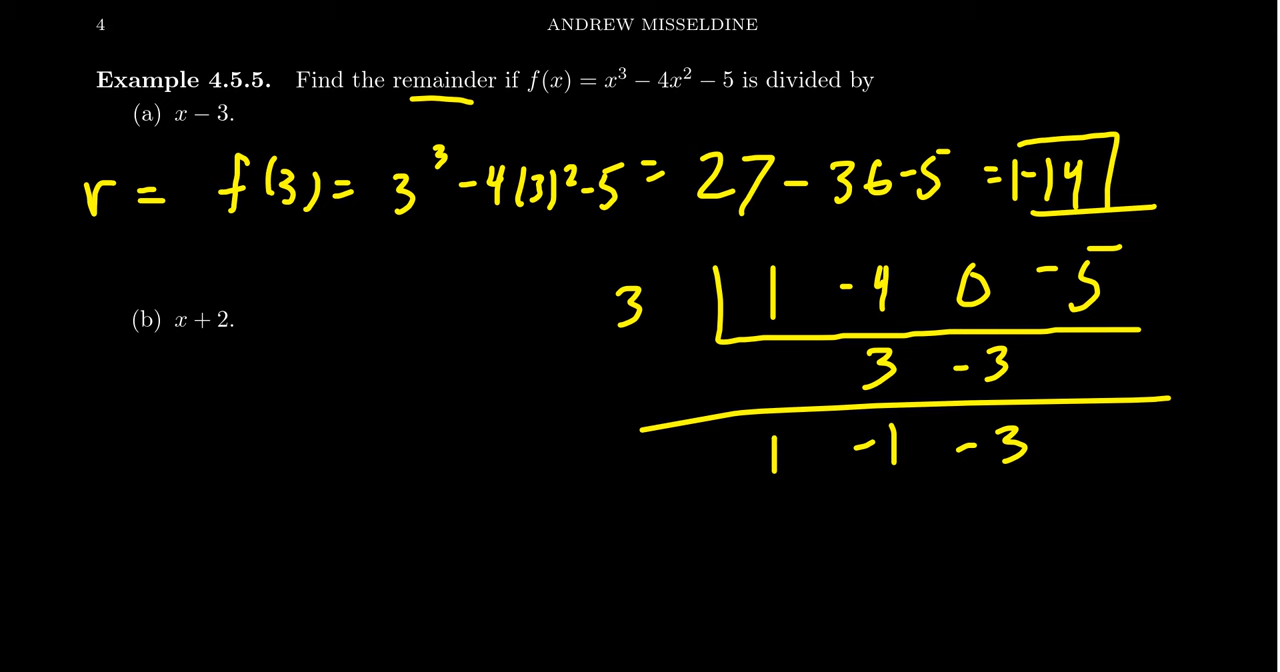 4 ANDREW MISSELDINE
Example 4.5.5. Find the remainder if f(x) = x³ − 4x² − 5 is divided by
(a) x − 3.
r = f(3) = 3³ - 4(3)² - 5 = 27 - 36 - 5 = -14
3 1 -4 0 -5
(b) x + 2.
3 -3
1 -1 -3